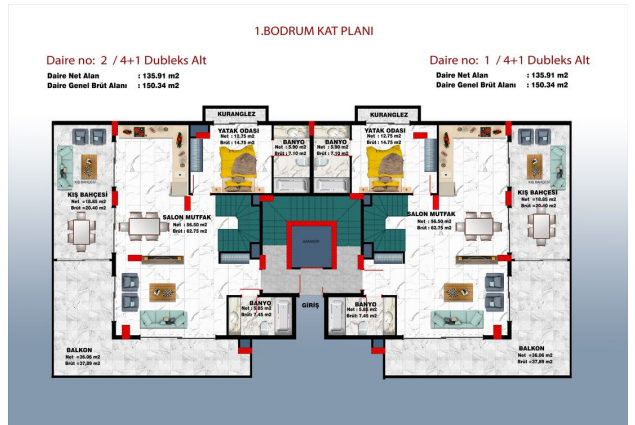 1.BODRUM KAT PLANI
Daire no: 2 / 4+1 Dubleks Alt
Daire Net Alan : 135.91 m2
Daire Genel Brüt Alanı : 150.34 m2
Daire no: 1 / 4+1 Dubleks Alt
Daire Net Alan : 135.91 m2
Daire Genel Brüt Alanı : 150.34 m2
KURANGLEZ
KURANGLEZ
YATAK ODASI
Net : 12.75 m2
Brüt : 14.75 m2
BANYO
Net : 5.90 m2
Brüt : 7.10 m2
BANYO
Net : 5.90 m2
Brüt : 7.10 m2
YATAK ODASI
Net : 12.75 m2
Brüt : 14.75 m2
KIŞ BAHÇESİ
KIŞ BAHÇESİ
Net =18.85 m2
Brüt =20.40 m2
KIŞ BAHÇESİ
KIŞ BAHÇESİ
Net =18.85 m2
Brüt =20.40 m2
SALON MUTFAK
Net : 56.50 m2
Brüt : 62.75 m2
SALON MUTFAK
Net : 56.50 m2
Brüt : 62.75 m2
ASANSÖR
GİRİŞ
BANYO
Net : 5.85 m2
Brüt: 7.45 m2
BANYO
Net : 5.85 m2
Brüt: 7.45 m2
BALKON
Net =36.06 m2
Brüt =37.89 m2
BALKON
Net =36.06 m2
Brüt =37.89 m2